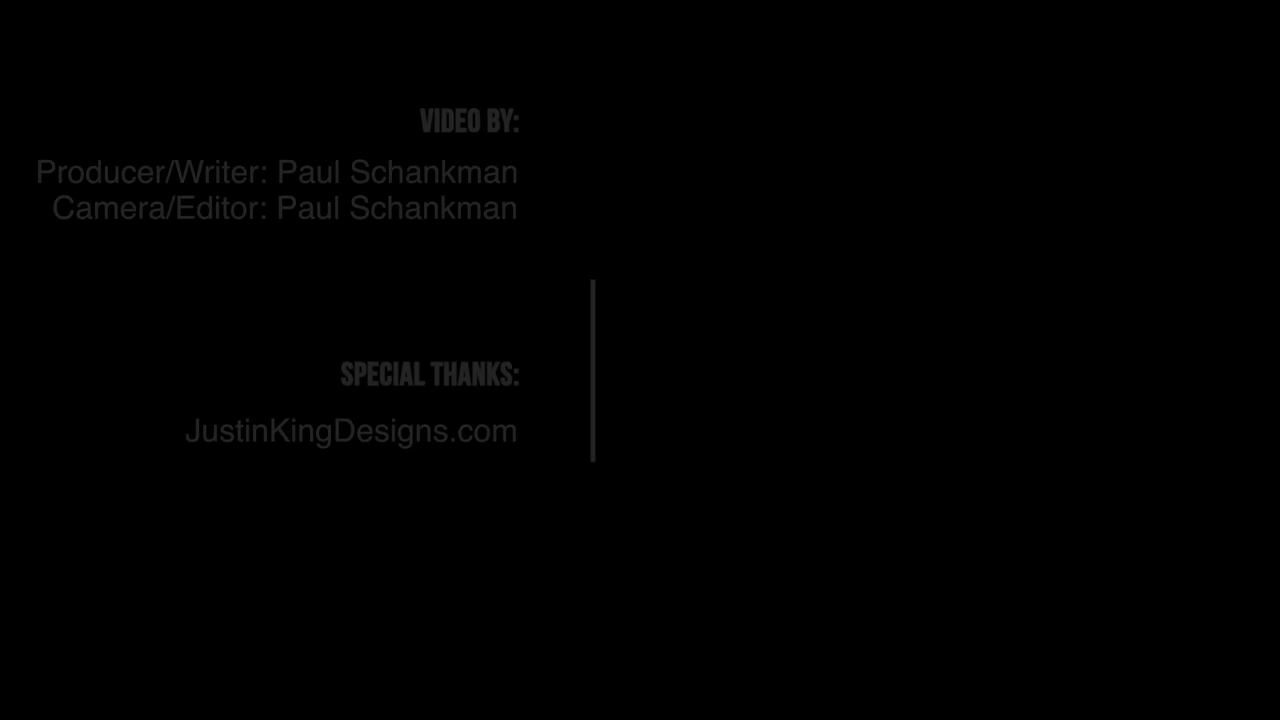 VIDEO BY:
Producer/Writer: Paul Schankman
Camera/Editor: Paul Schankman
SPECIAL THANKS:
JustinKingDesigns.com